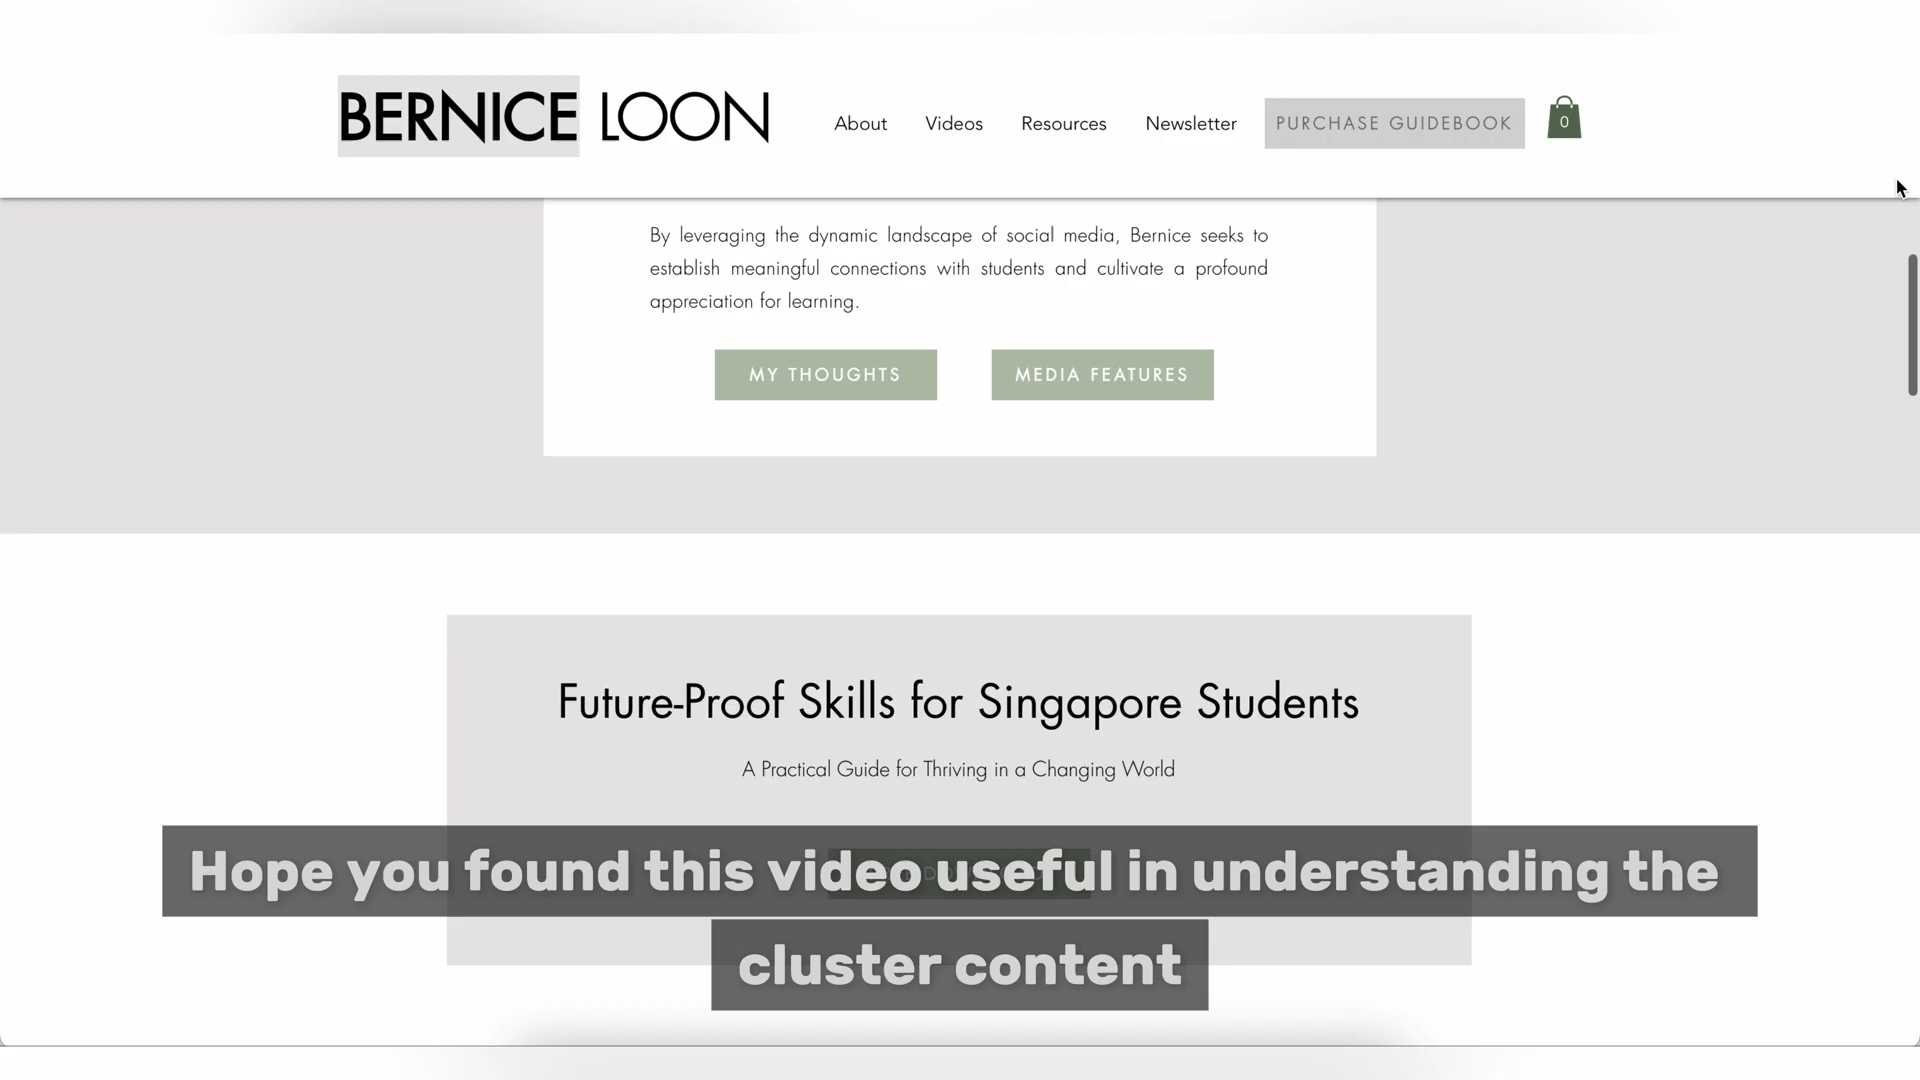 BERNICE LOON
About Videos Resources Newsletter PURCHASE GUIDEBOOK 0
By leveraging the dynamic landscape of social media, Bernice seeks to
establish meaningful connections with students and cultivate a profound
appreciation for learning.
MY THOUGHTS MEDIA FEATURES
Future-Proof Skills for Singapore Students
A Practical Guide for Thriving in a Changing World
Hope you found this video useful in understanding the
cluster content